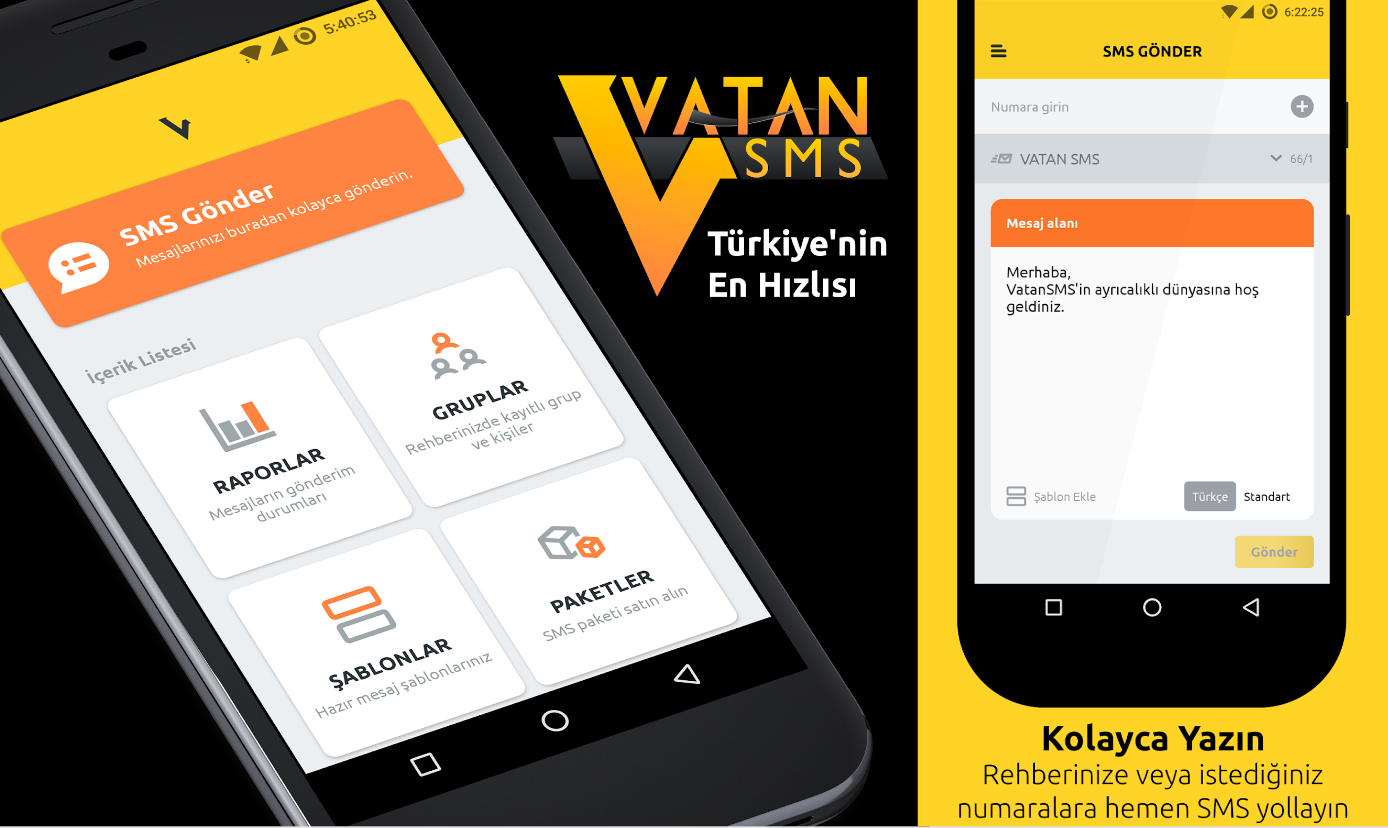 5:40:53
SMS Gönder
Mesajlarınızı buradan kolayca gönderin.
İçerik Listesi
RAPORLAR
Mesajların gönderim
durumları
GRUPLAR
Rehberinizde kayıtlı grup
ve kişiler
ŞABLONLAR
Hazır mesaj şablonlarınız
PAKETLER
SMS paketi satın alın
VATAN
SMS
Türkiye'nin
En Hızlısı
6:22:25
SMS GÖNDER
Numara girin
VATAN SMS 66/1
Mesaj alanı
Merhaba,
VatanSMS'in ayrıcalıklı dünyasına hoş
geldiniz.
Şablon Ekle Türkçe Standart
Gönder
Kolayca Yazın
Rehberinize veya istediğiniz
numaralara hemen SMS yollayın